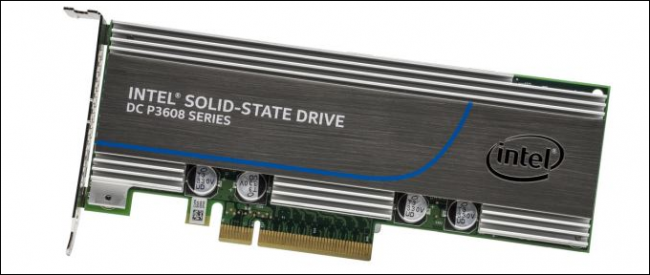 INTEL® SOLID-STATE DRIVE
DC P3608 SERIES
intel